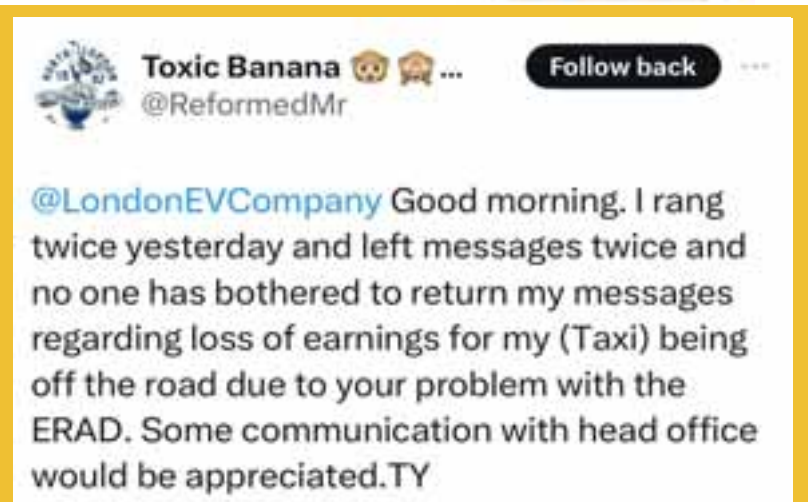 Toxic Banana 🐵 🙈...
Follow back
@ReformedMr
@LondonEVCompany Good morning. I rang
twice yesterday and left messages twice and
no one has bothered to return my messages
regarding loss of earnings for my (Taxi) being
off the road due to your problem with the
ERAD. Some communication with head office
would be appreciated.TY